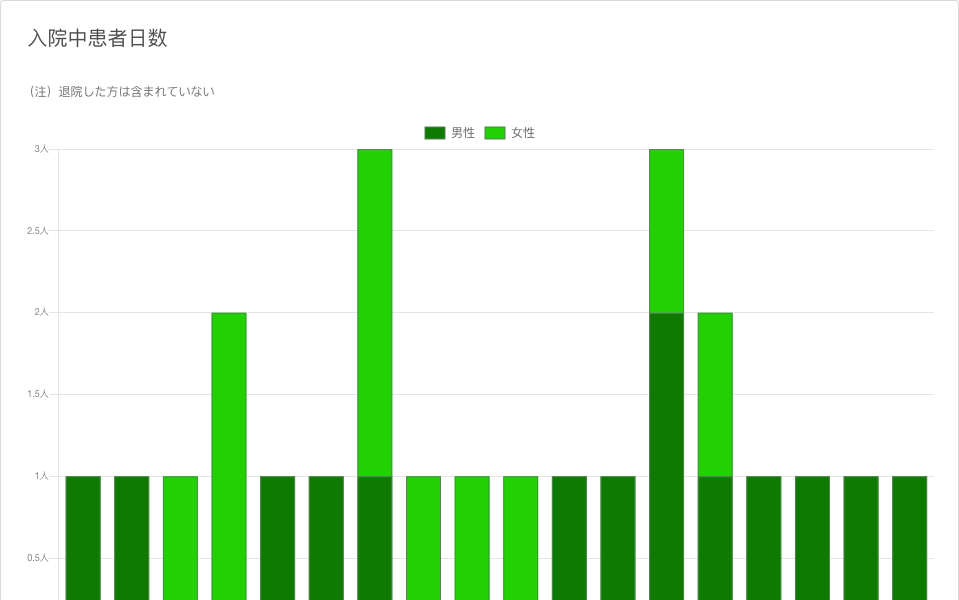 入院中患者日数
（注）退院した方は含まれていない
男性 女性
3人
2.5人
2人
1.5人
1人
0.5人